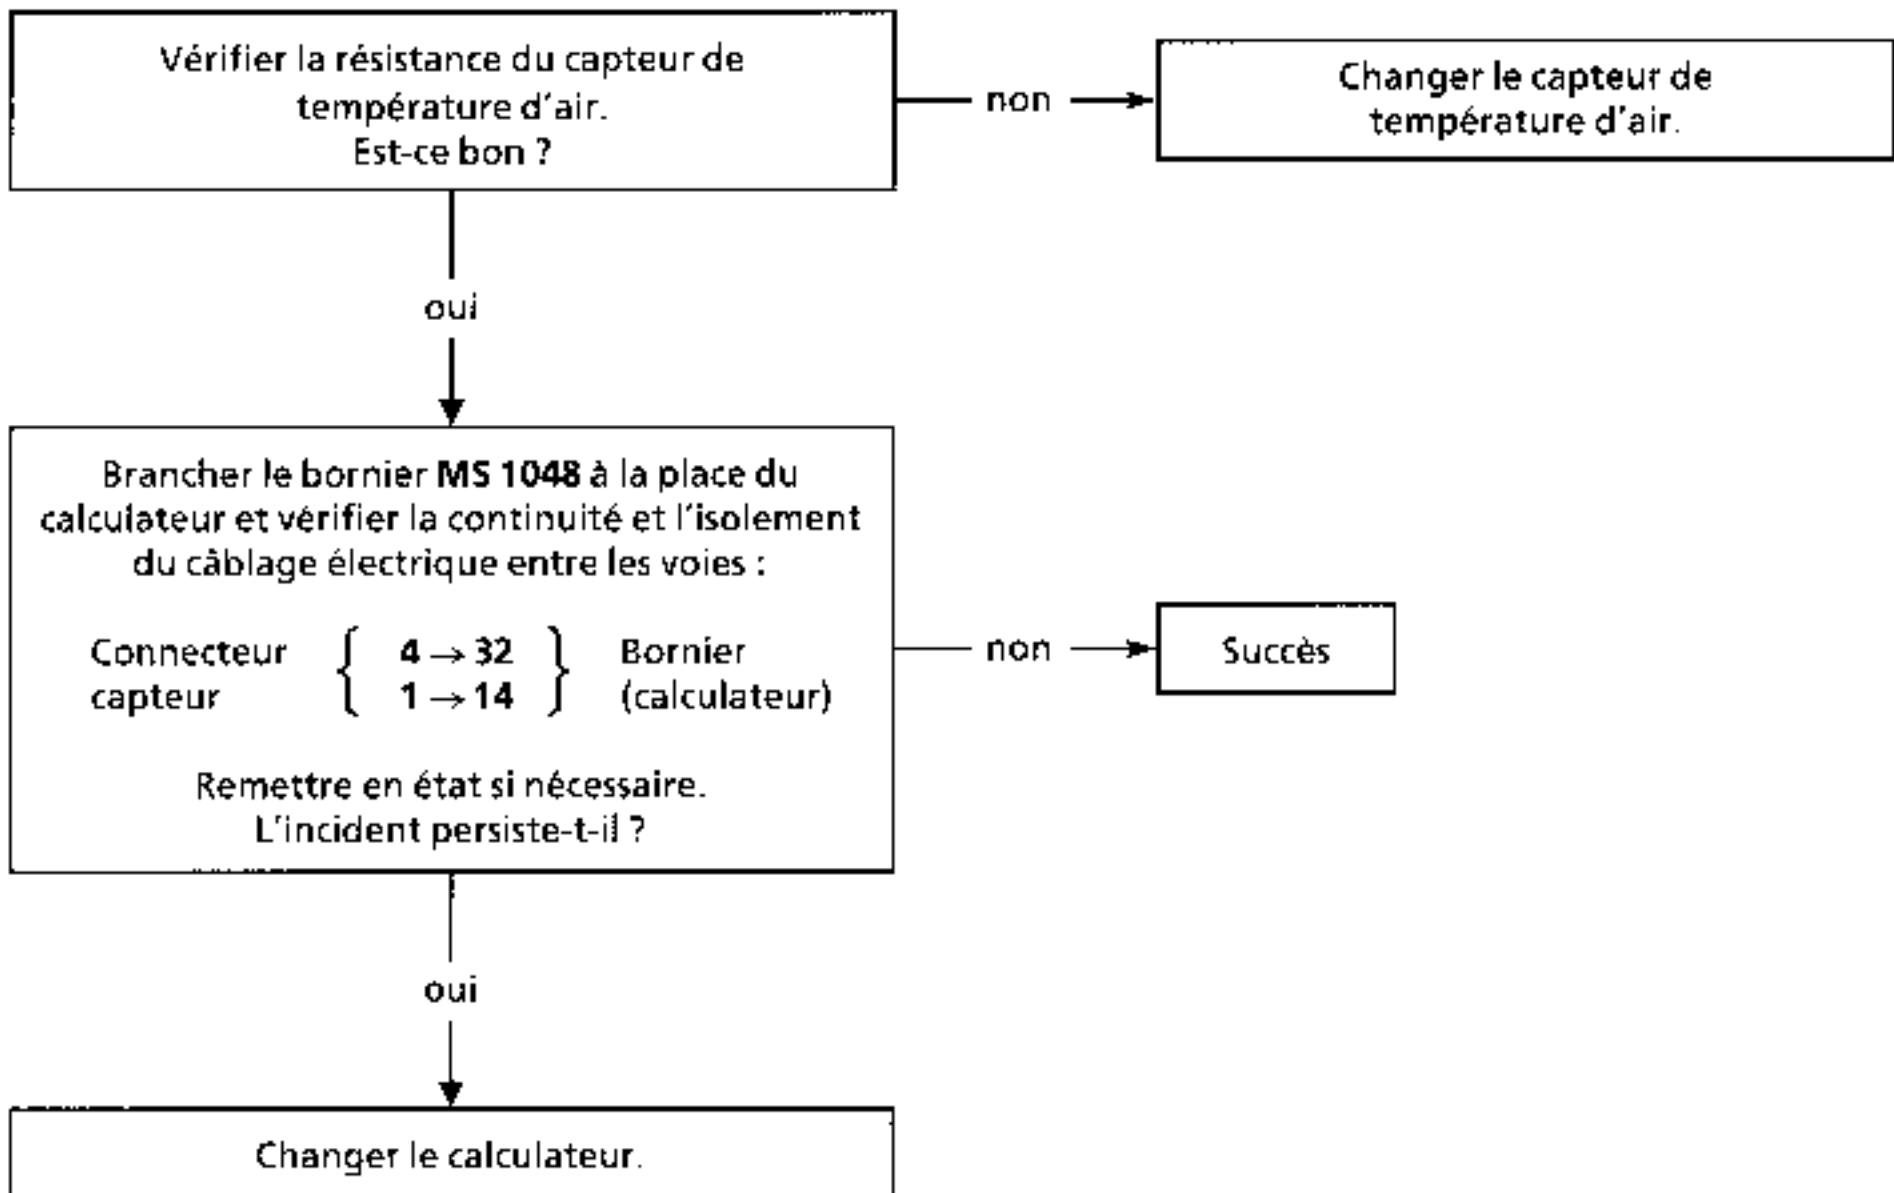 Vérifier la résistance du capteur de
température d'air.
Est-ce bon ?
non
Changer le capteur de
température d'air.
oui
Brancher le bornier MS 1048 à la place du
calculateur et vérifier la continuité et l'isolement
du câblage électrique entre les voies :
Connecteur { 4 → 32 } Bornier
capteur { 1 → 14 } (calculateur)
Remettre en état si nécessaire.
L'incident persiste-t-il ?
non
Succès
oui
Changer le calculateur.